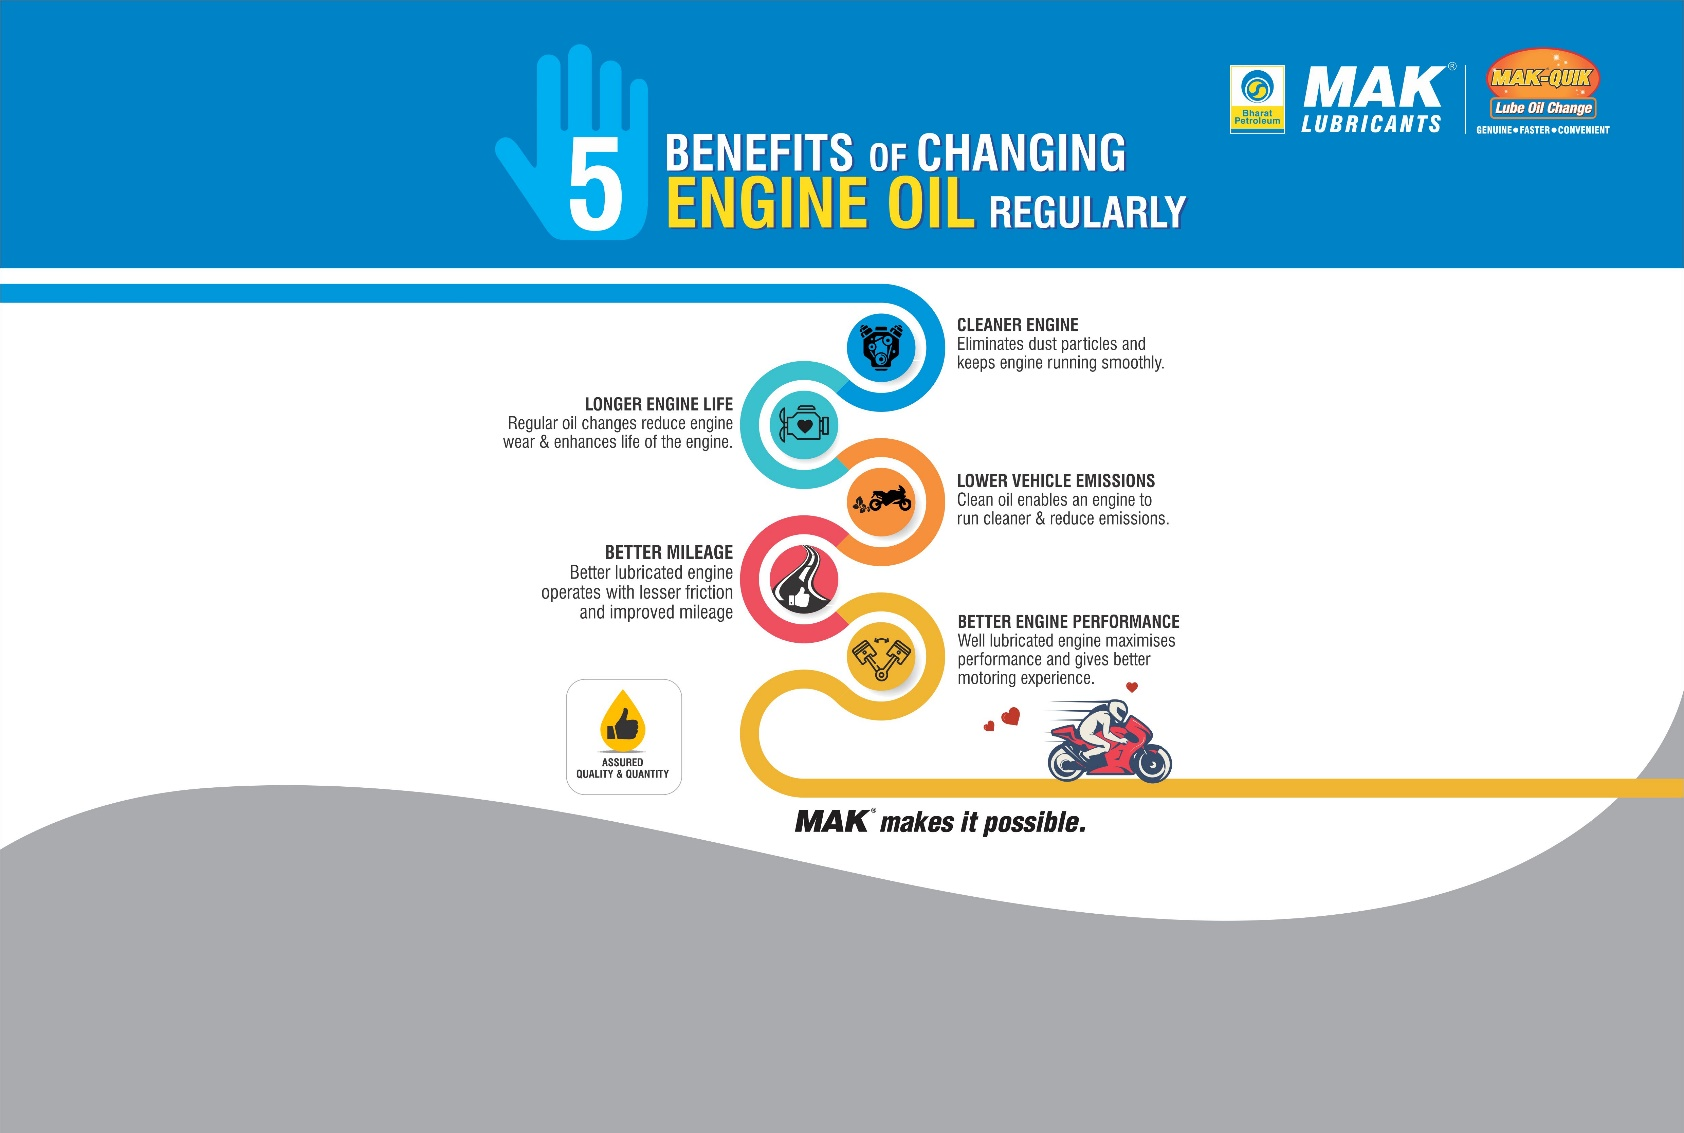 5
BENEFITS OF CHANGING
ENGINE OIL REGULARLY
Bharat
Petroleum
MAK®
LUBRICANTS
MAK-QUIK
Lube Oil Change
GENUINE●FASTER●CONVENIENT
CLEANER ENGINE
Eliminates dust particles and
keeps engine running smoothly.
LONGER ENGINE LIFE
Regular oil changes reduce engine
wear & enhances life of the engine.
LOWER VEHICLE EMISSIONS
Clean oil enables an engine to
run cleaner & reduce emissions.
BETTER MILEAGE
Better lubricated engine
operates with lesser friction
and improved mileage
BETTER ENGINE PERFORMANCE
Well lubricated engine maximises
performance and gives better
motoring experience.
ASSURED
QUALITY & QUANTITY
MAK® makes it possible.